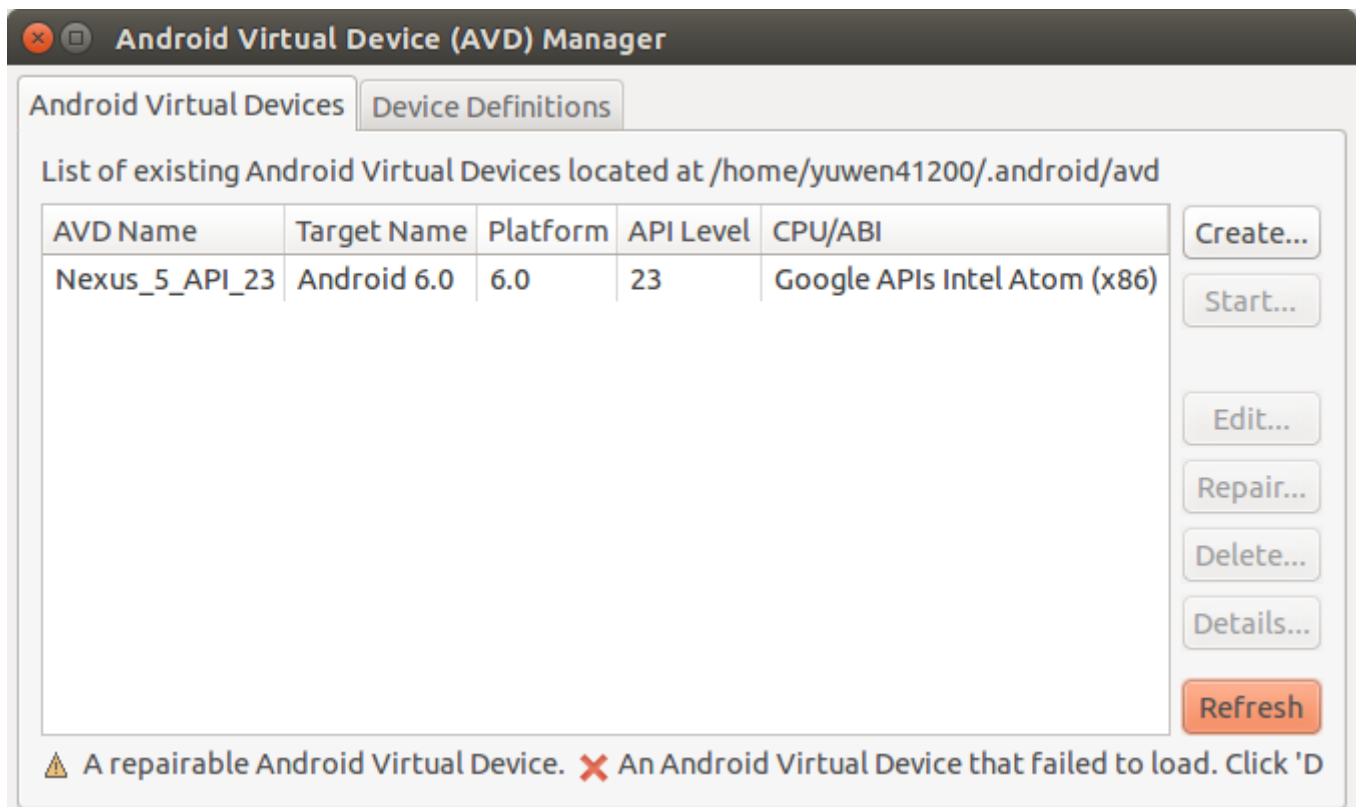 Android Virtual Device (AVD) Manager
Android Virtual Devices Device Definitions
List of existing Android Virtual Devices located at /home/yuwen41200/.android/avd
AVD Name Target Name Platform API Level CPU/ABI
Nexus_5_API_23 Android 6.0 6.0 23 Google APIs Intel Atom (x86)
Create...
Start...
Edit...
Repair...
Delete...
Details...
Refresh
A repairable Android Virtual Device. An Android Virtual Device that failed to load. Click 'D